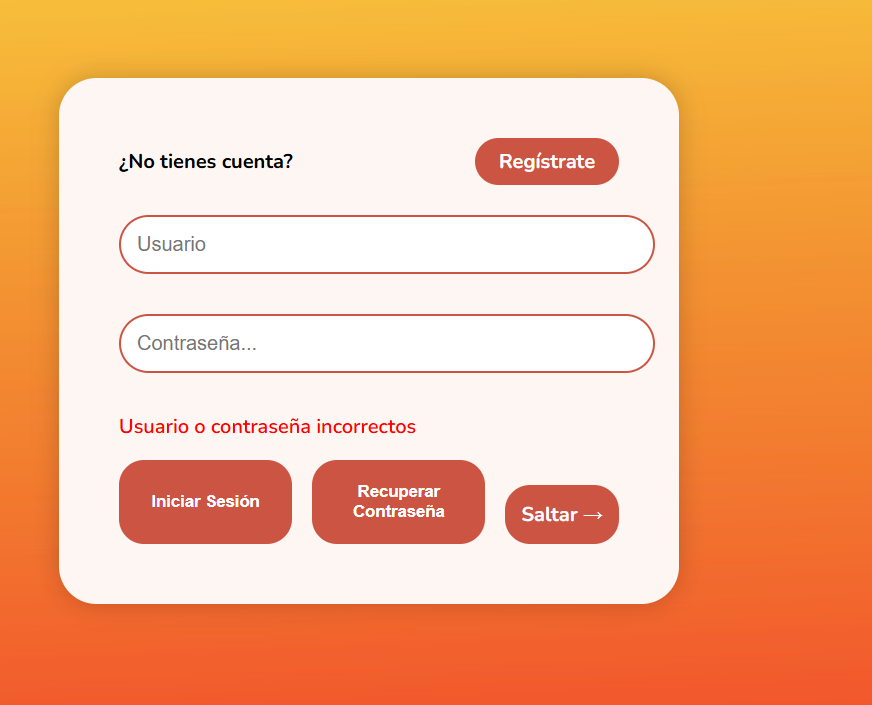 ¿No tienes cuenta?
Regístrate
Usuario
Contraseña...
Usuario o contraseña incorrectos
Iniciar Sesión
Recuperar
Contraseña
Saltar →